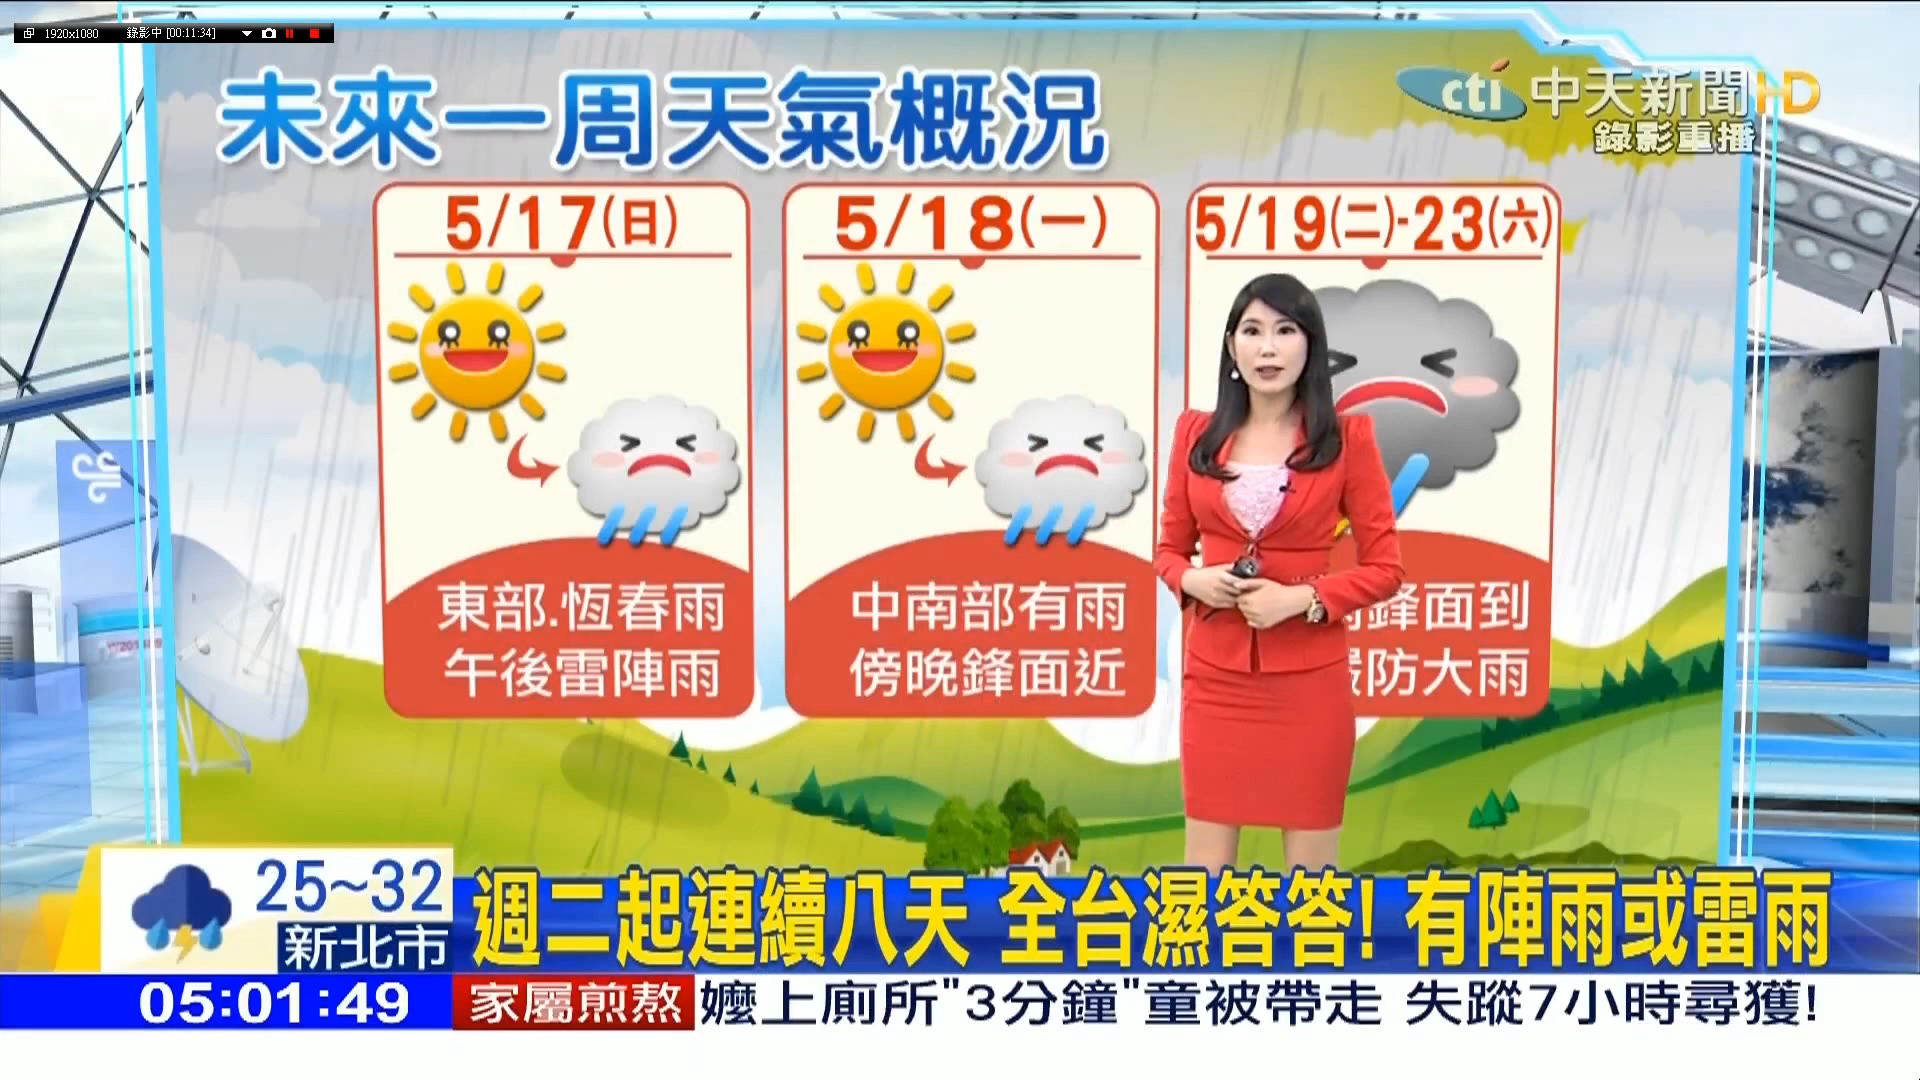 1920x1080 錄影中 [00:11:34]
cti 中天新聞HD
錄影重播
未來一周天氣概況
5/17(日)
東部.恆春雨
午後雷陣雨
5/18(一)
中南部有雨
傍晚鋒面近
5/19(二)-23(六)
鋒面到
防大雨
25~32
新北市
週二起連續八天 全台濕答答! 有陣雨或雷雨
05:01:49
家屬煎熬
嬤上廁所"3分鐘"童被帶走 失蹤7小時尋獲!